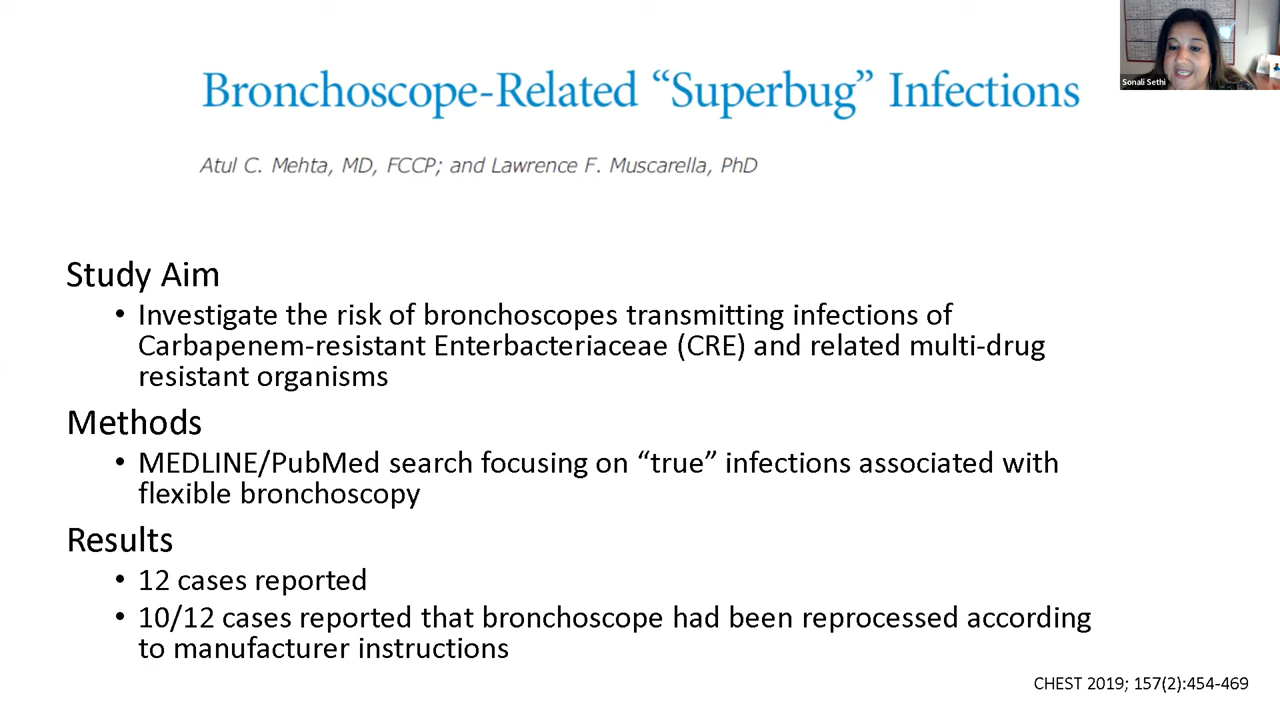 Sonali Sethi
Bronchoscope-Related “Superbug” Infections
Atul C. Mehta, MD, FCCP; and Lawrence F. Muscarella, PhD
Study Aim
• Investigate the risk of bronchoscopes transmitting infections of
Carbapenem-resistant Enterbacteriaceae (CRE) and related multi-drug
resistant organisms
Methods
• MEDLINE/PubMed search focusing on “true” infections associated with
flexible bronchoscopy
Results
• 12 cases reported
• 10/12 cases reported that bronchoscope had been reprocessed according
to manufacturer instructions
CHEST 2019; 157(2):454-469